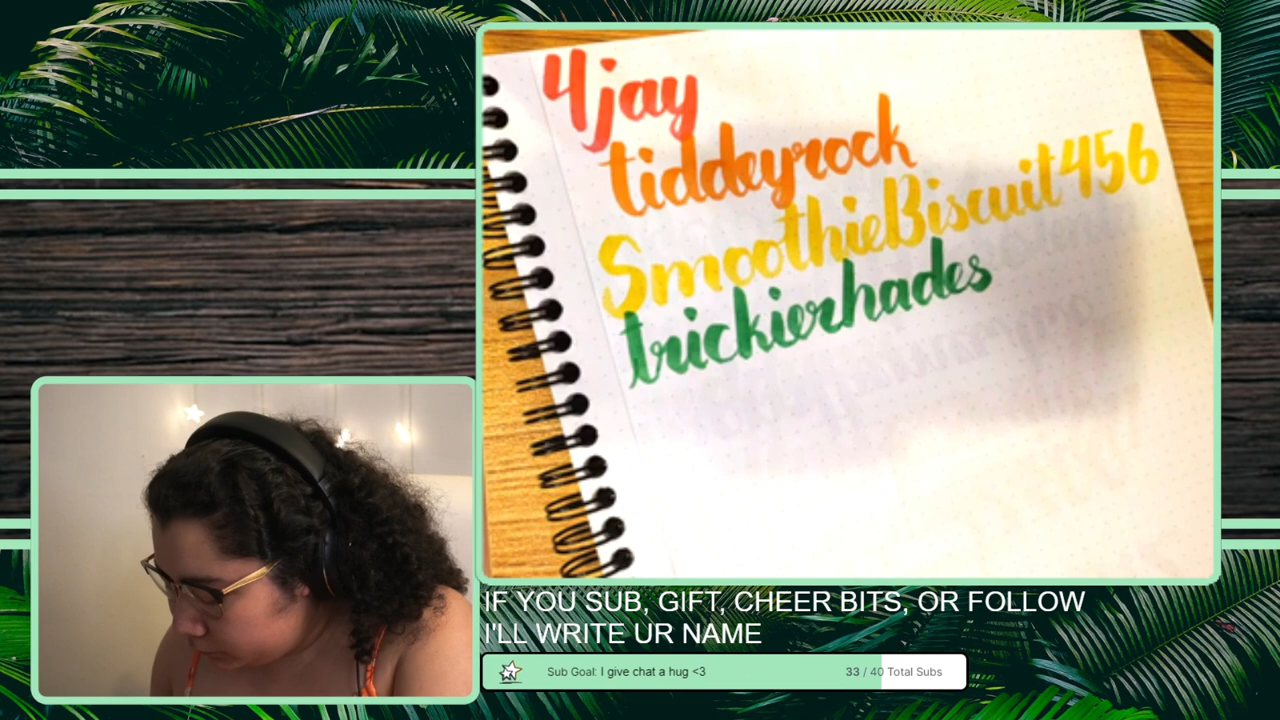 4jay
tiddeyrock
SmoothieBiscuit456
trickierhades
IF YOU SUB, GIFT, CHEER BITS, OR FOLLOW
I'LL WRITE UR NAME
Sub Goal: I give chat a hug <3 33 / 40 Total Subs